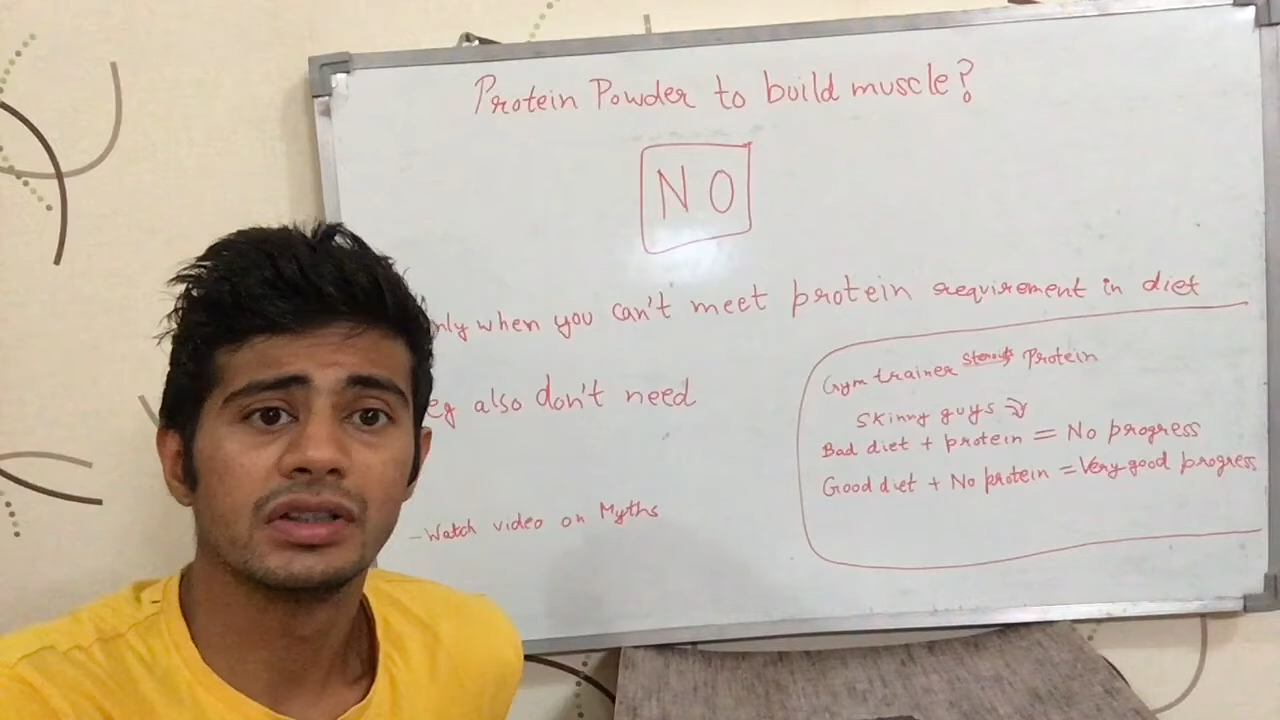 Protein Powder to build muscle?
NO
nly when you can't meet protein requirement in diet
eg also don't need
Gym trainer Protein
Skinny guys
Bad diet + protein = No progress
Good diet + No protein = Very good progress
- Watch video on Myths